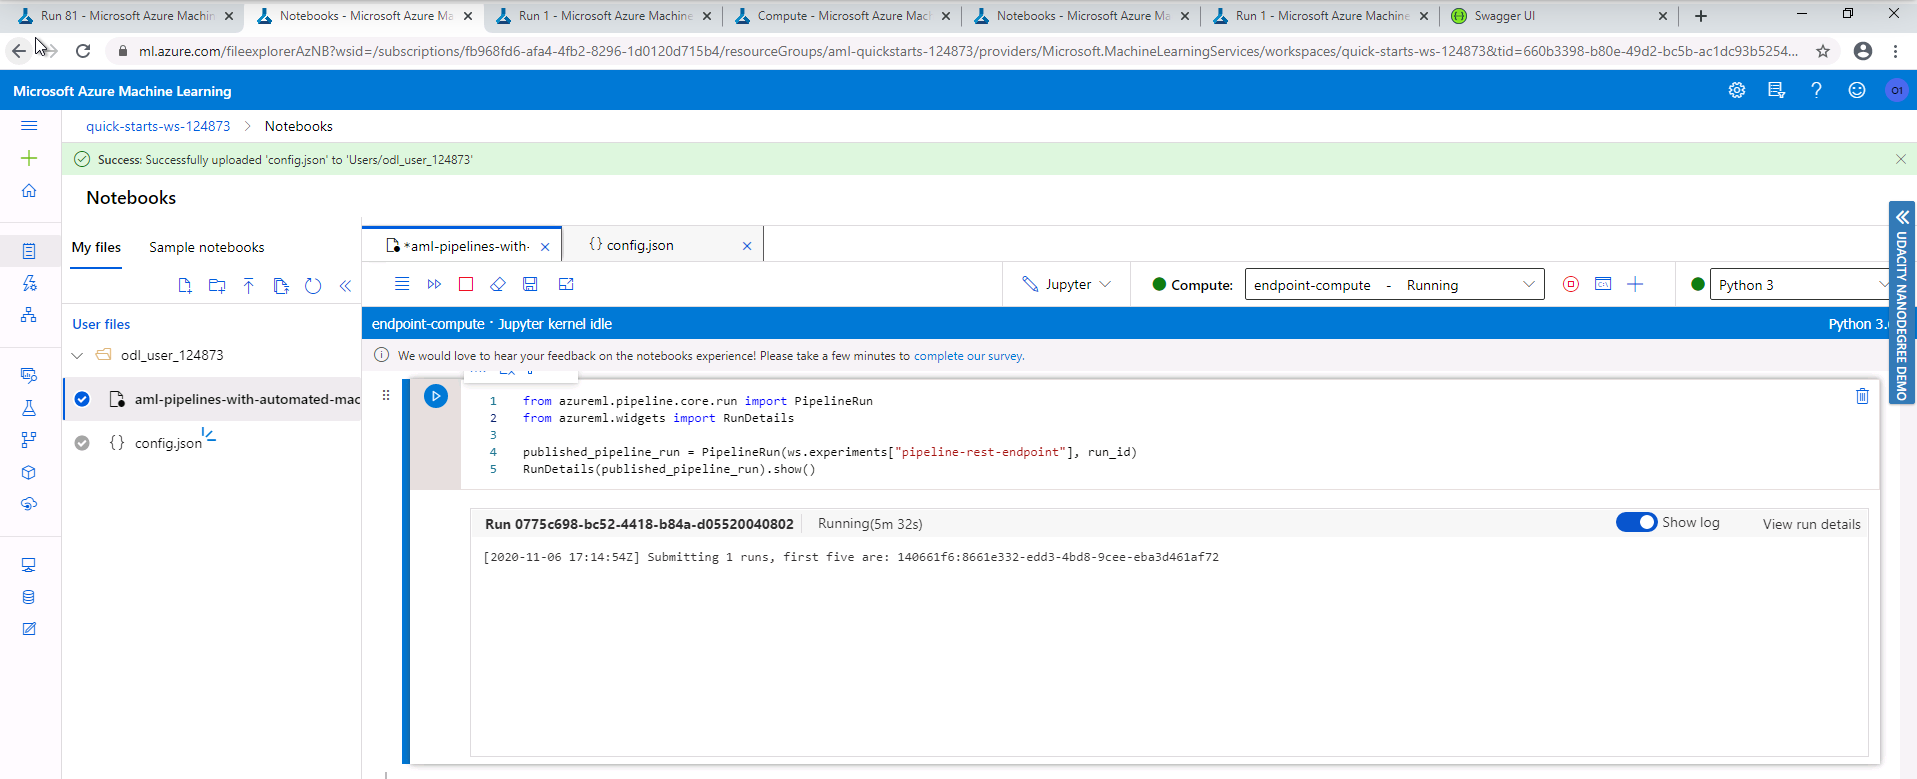 Run 81 - Microsoft Azure Machin
Notebooks - Microsoft Azure Ma
Run 1 - Microsoft Azure Machine
Compute - Microsoft Azure Mach
Notebooks - Microsoft Azure Ma
Run 1 - Microsoft Azure Machine
Swagger UI
ml.azure.com/fileexplorerAzNB?wsid=/subscriptions/fb968fd6-afa4-4fb2-8296-1d0120d715b4/resourceGroups/aml-quickstarts-124873/providers/Microsoft.MachineLearningServices/workspaces/quick-starts-ws-124873&tid=660b3398-b80e-49d2-bc5b-ac1dc93b5254...
Microsoft Azure Machine Learning
O1
quick-starts-ws-124873 > Notebooks
Success: Successfully uploaded 'config.json' to 'Users/odl_user_124873'
Notebooks
My files
Sample notebooks
*aml-pipelines-with-
{} config.json
Jupyter
Compute:
endpoint-compute - Running
Python 3
User files
endpoint-compute · Jupyter kernel idle
Python 3.
odl_user_124873
We would love to hear your feedback on the notebooks experience! Please take a few minutes to complete our survey.
aml-pipelines-with-automated-mac
{} config.json
1 from azureml.pipeline.core.run import PipelineRun
2 from azureml.widgets import RunDetails
3
4 published_pipeline_run = PipelineRun(ws.experiments["pipeline-rest-endpoint"], run_id)
5 RunDetails(published_pipeline_run).show()
Run 0775c698-bc52-4418-b84a-d05520040802
Running(5m 32s)
Show log
View run details
[2020-11-06 17:14:54Z] Submitting 1 runs, first five are: 140661f6:8661e332-edd3-4bd8-9cee-eba3d461af72
UDACITY NANODEGREE DEMO